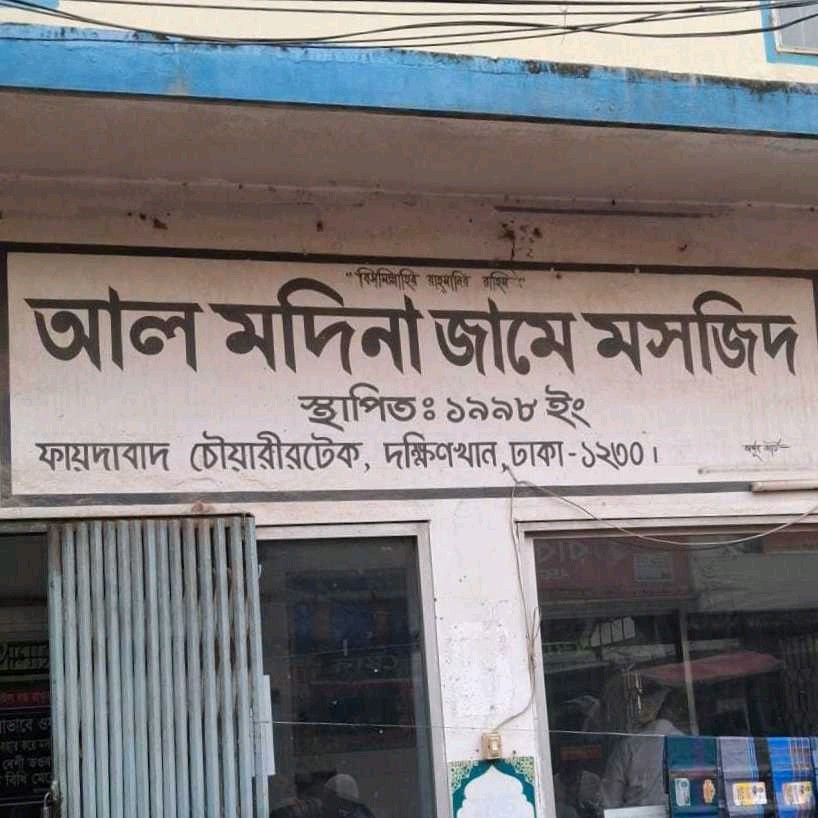 "বিসমিল্লাহির রাহমানির রাহিম"
আল মদিনা জামে মসজিদ
স্থাপিতঃ ১৯৯৮ ইং
ফায়দাবাদ চৌয়ারীরটেক, দক্ষিণখান, ঢাকা-১২৩০।